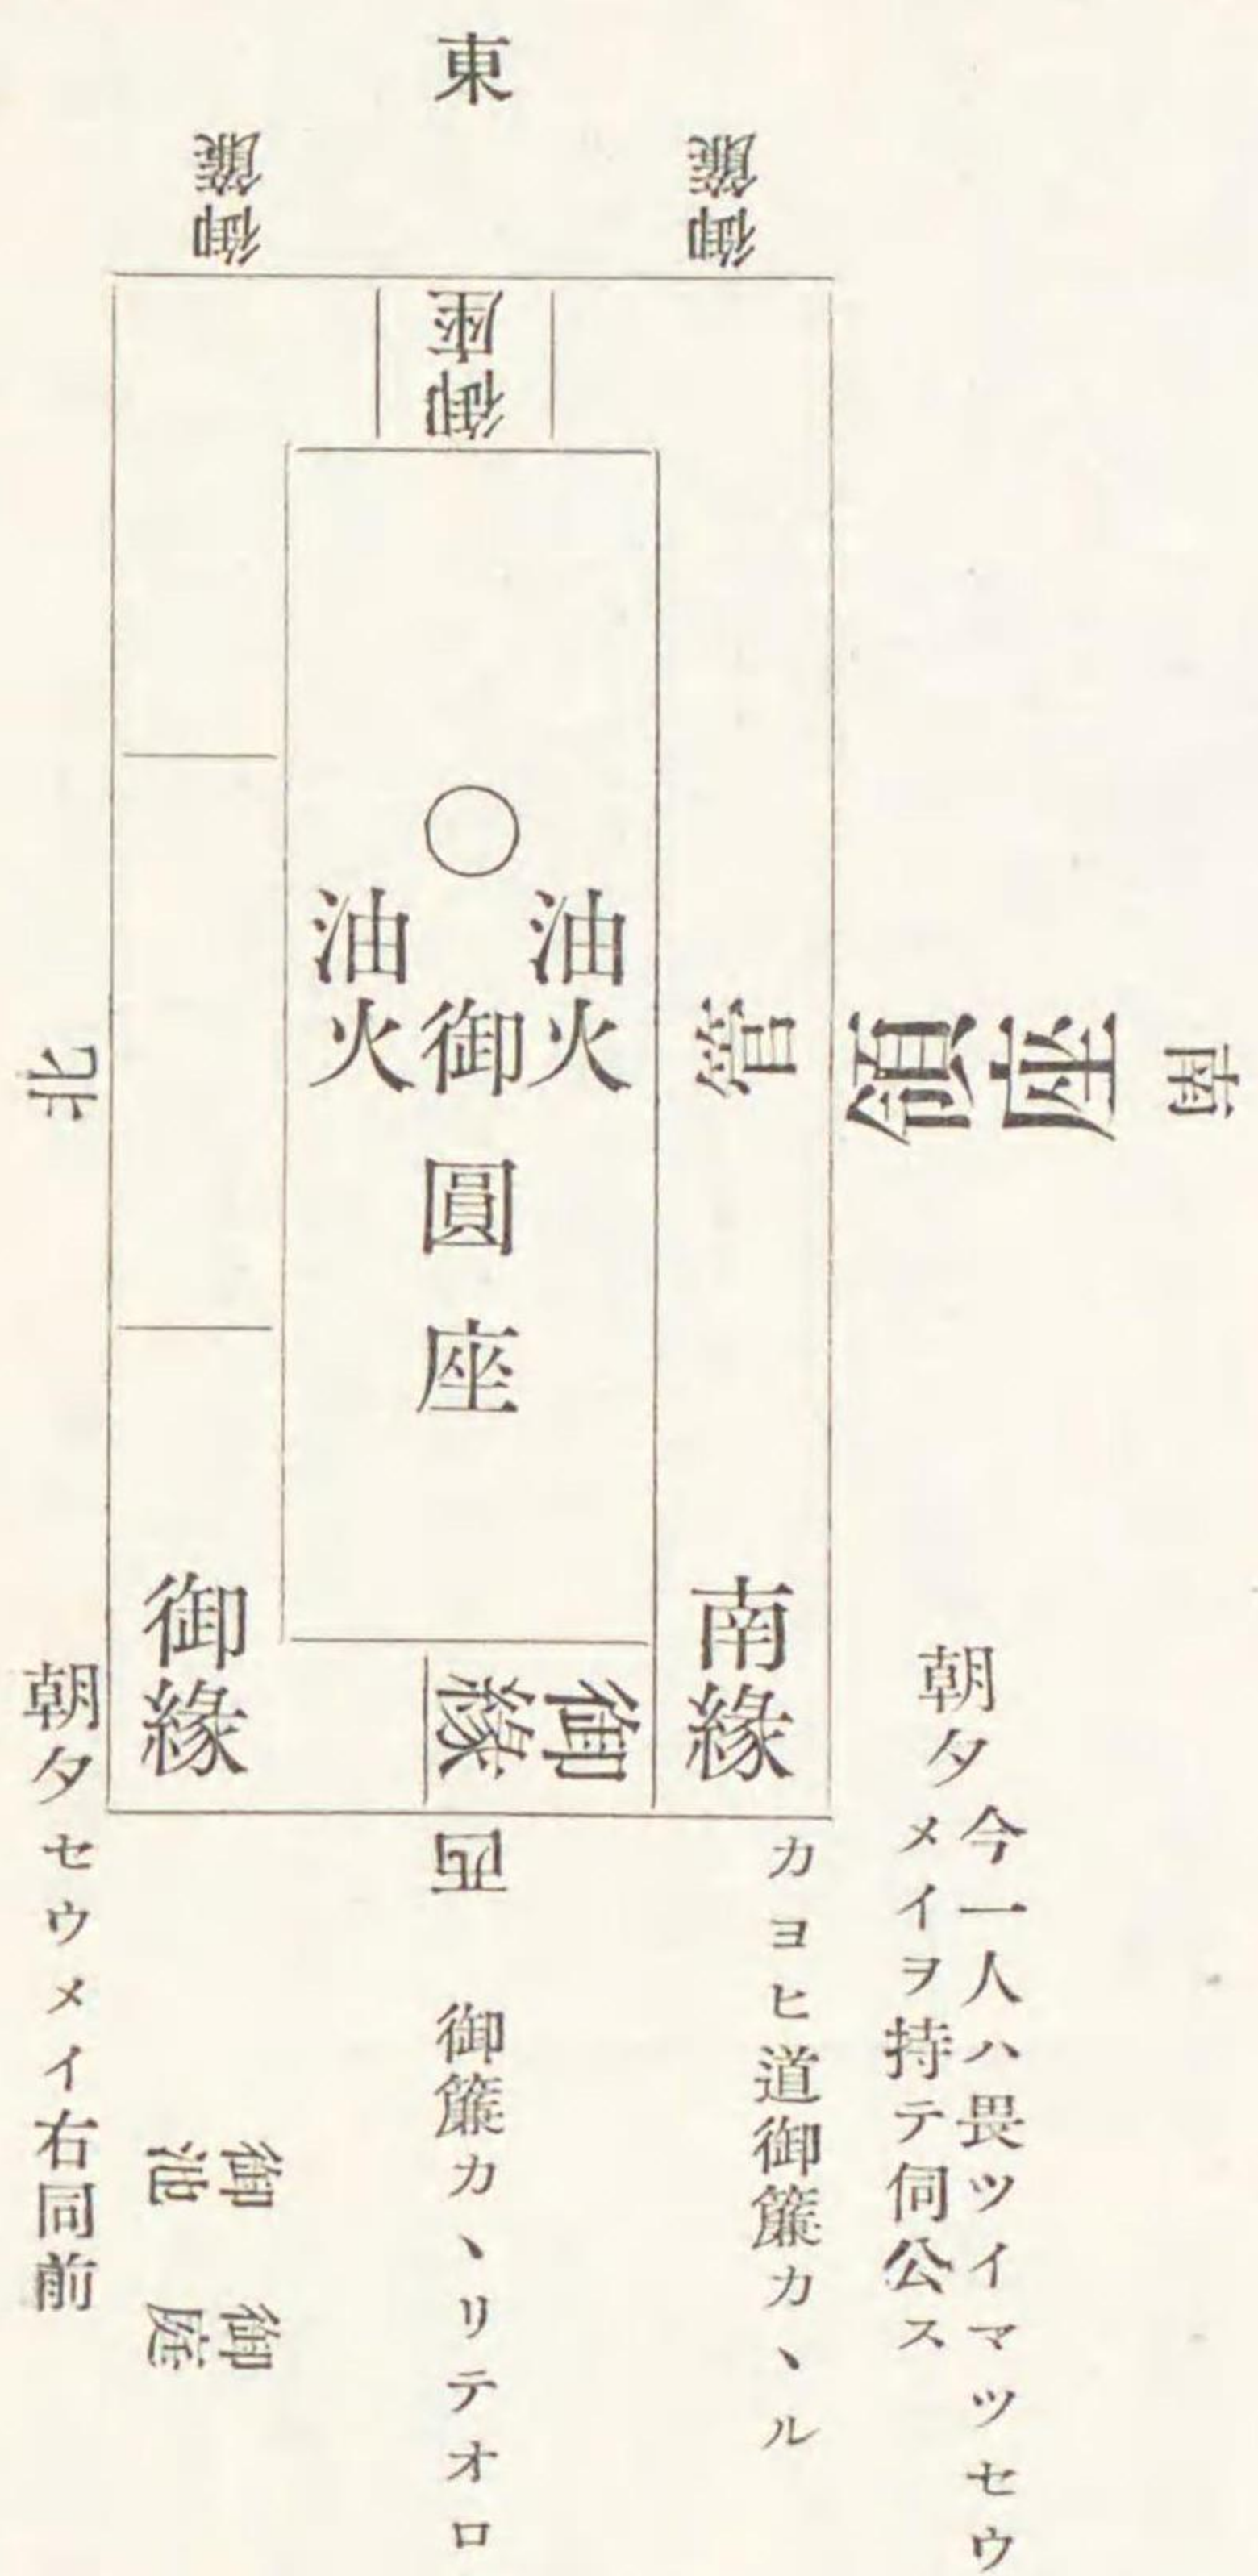 東
御簾
御簾
御座
油火
油火
御圓座
管領座
南
北
御緣
御緣
南緣
西
朝夕
今一人ハ畏ツイマツセウ
メイヲ持テ伺公ス
カヨヒ道御簾カヽル
御簾カヽリテオロ
御庭
御池
朝夕セウメイ右同前